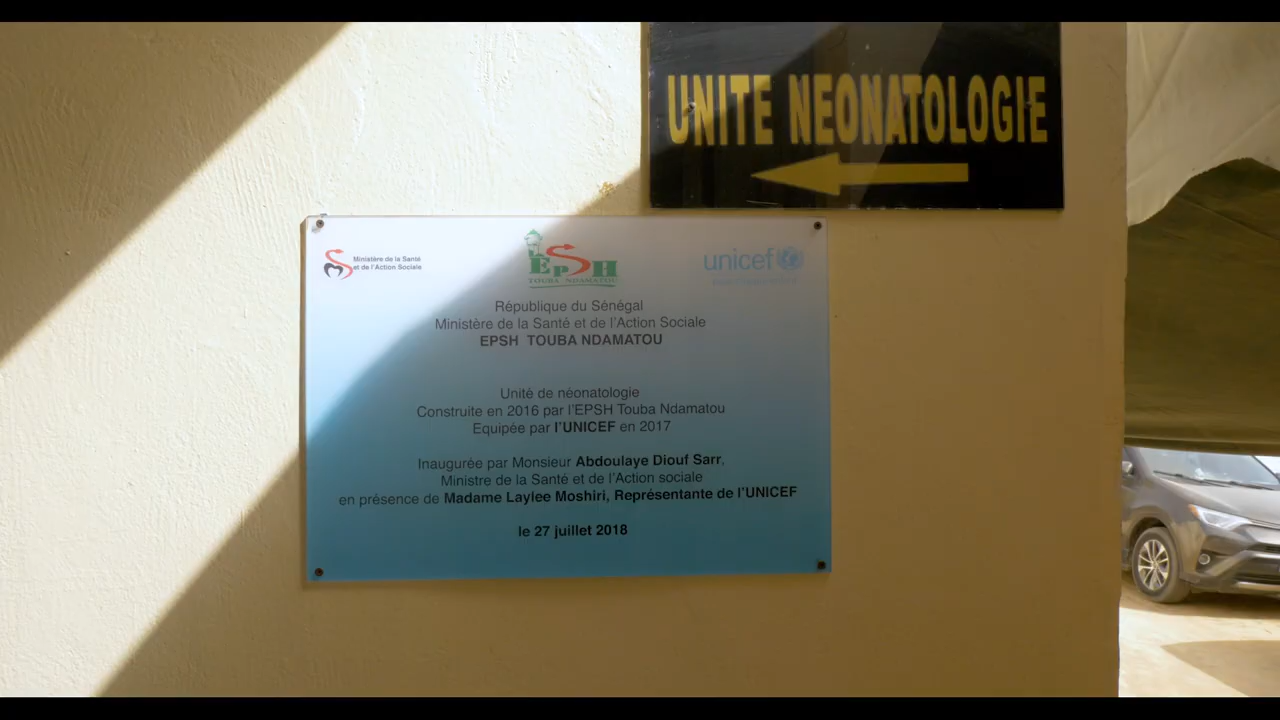 UNITE NEONATOLOGIE
Ministère de la Santé
et de l'Action Sociale
EPSH
TOUBA NDAMATOU
unicef
République du Sénégal
Ministère de la Santé et de l'Action Sociale
EPSH TOUBA NDAMATOU
Unité de néonatologie
Construite en 2016 par l'EPSH Touba Ndamatou
Equipée par l'UNICEF en 2017
Inaugurée par Monsieur Abdoulaye Diouf Sarr,
Ministre de la Santé et de l'Action sociale
en présence de Madame Laylee Moshiri, Représentante de l'UNICEF
le 27 juillet 2018